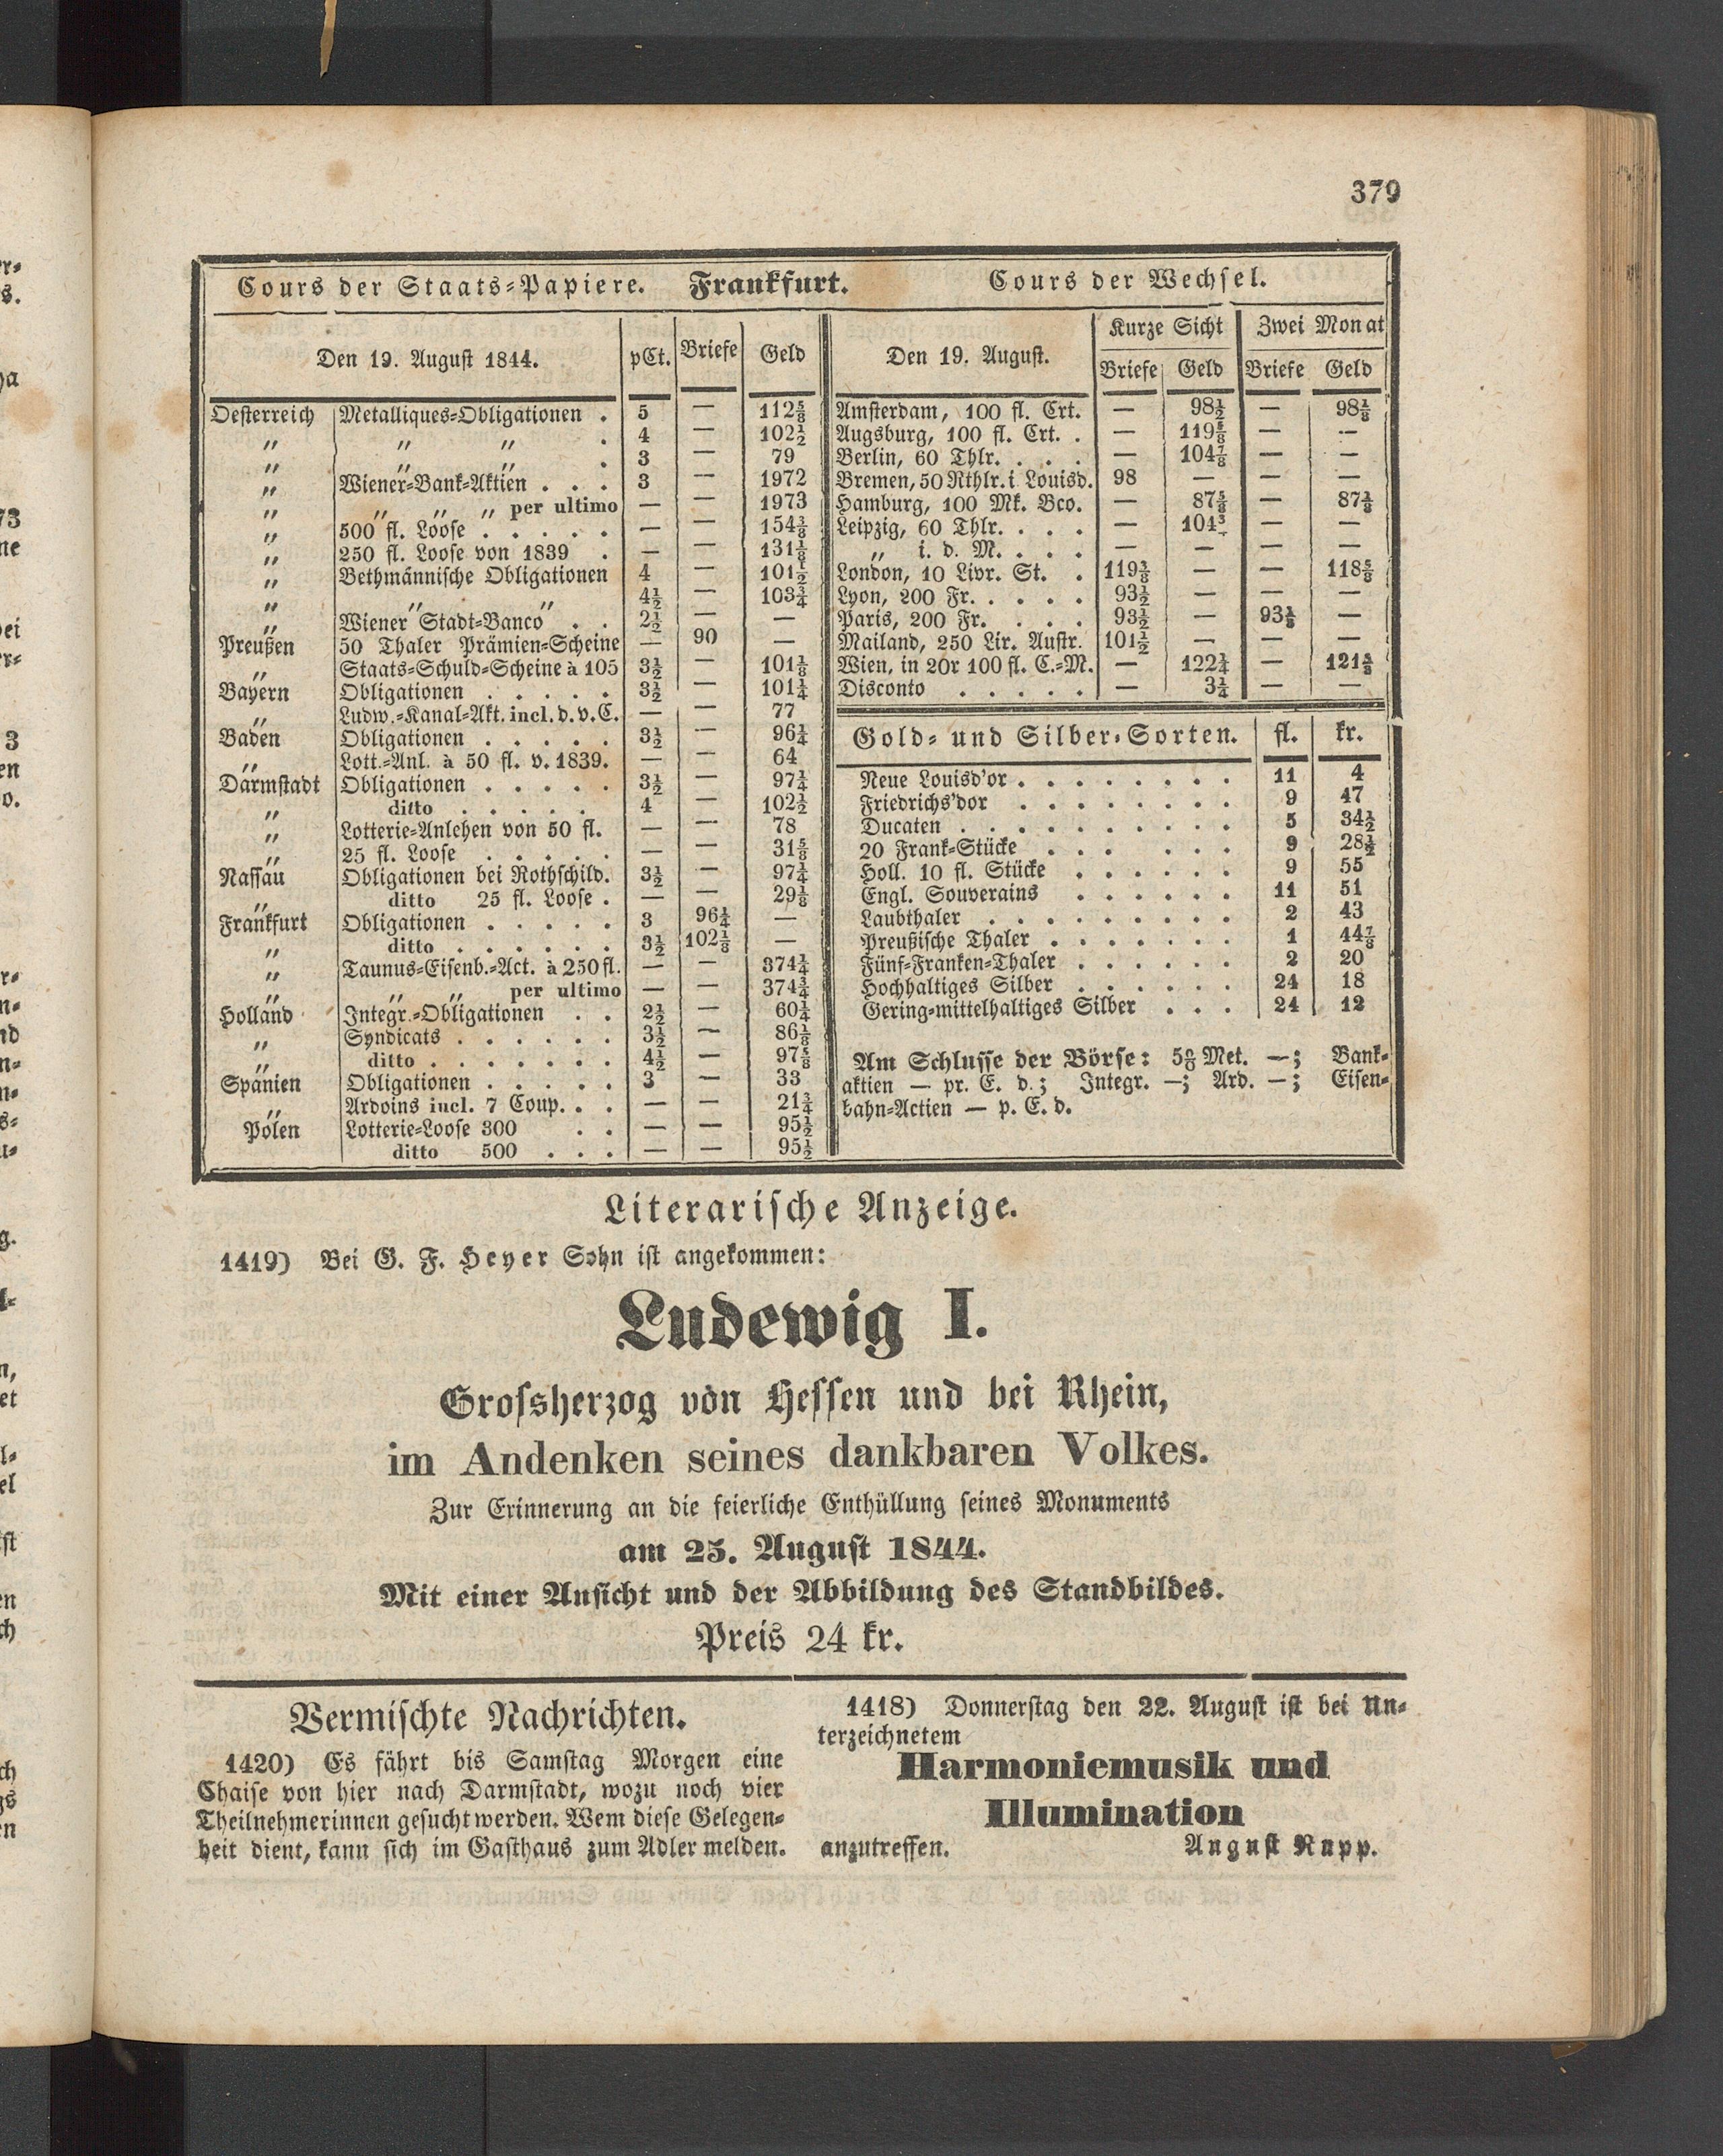 379
Cours der Staats-Papiere. Frankfurt. Cours der Wechsel.
Den 19. August 1844. pCt. Briefe Geld
Oesterreich Metalliques-Obligationen . 5 — 112⅝
" " " . 4 — 102½
" " " . 3 — 79
" Wiener-Bank-Aktien . . . 3 — 1972
" " " " per ultimo — — 1973
" 500 fl. Loose . . . . . — — 154⅜
" 250 fl. Loose von 1839 . — — 131⅛
" Bethmännische Obligationen 4 — 101½
" " " 4½ — 103¾
" Wiener Stadt-Banco . . 2½ — —
Preußen 50 Thaler Prämien-Scheine — 90 —
" Staats-Schuld-Scheine à 105 3½ — 101⅛
Bayern Obligationen . . . . . 3½ — 101¼
" Ludw.-Kanal-Akt. incl. d. v. C. — — 77
Baden Obligationen . . . . . 3½ — 96¼
" Lott.-Anl. à 50 fl. v. 1839. — — 64
Darmstadt Obligationen . . . . . 3½ — 97¼
" ditto . . . . . 4 — 102½
" Lotterie-Anlehen von 50 fl. — — 78
" 25 fl. Loose . . . . . — — 31⅝
Nassau Obligationen bei Rothschild. 3½ — 97¼
" ditto 25 fl. Loose . — — 29⅛
Frankfurt Obligationen . . . . . 3 96¼ —
" ditto . . . . . . 3½ 102⅛ —
" Taunus-Eisenb.-Act. à 250 fl. — — 374¼
" " " per ultimo — — 374¾
Holland Integr.-Obligationen . . 2½ — 60¼
" Syndicats . . . . . . 3½ — 86⅛
" ditto . . . . . . . 4½ — 97⅝
Spanien Obligationen . . . . . 3 — 33
" Ardoins incl. 7 Coup. . . — — 21¾
Polen Lotterie-Loose 300 . . — — 95½
ditto 500 . . . — — 95½
Den 19. August. Kurze Sicht Zwei Monat
Briefe Geld Briefe Geld
Amsterdam, 100 fl. Crt. — 98½ — 98⅛
Augsburg, 100 fl. Crt. . — 119⅝ — —
Berlin, 60 Thlr. . . . — 104⅞ — —
Bremen, 50 Rthlr. i Louisd. 98 — — —
Hamburg, 100 Mk. Bco. — 87⅝ — 87⅜
Leipzig, 60 Thlr. . . . — 104 — —
„ i. d. M. . . . — — — —
London, 10 Livr. St. . 119⅜ — — 118⅝
Lyon, 200 Fr. . . . . 93½ — — —
Paris, 200 Fr. . . . 93½ — 93⅛ —
Mailand, 250 Lir. Austr. 101½ — — —
Wien, in 20r 100 fl. C.-M. — 122¼ — 121⅝
Disconto . . . . . — 3¼ — —
Gold- und Silber-Sorten. fl. kr.
Neue Louisd'or . . . . . . . . 11 4
Friedrichs'dor . . . . . . . . 9 47
Ducaten . . . . . . . . . . 5 34½
20 Frank-Stücke . . . . . . 9 28½
Holl. 10 fl. Stücke . . . . . . 9 55
Engl. Souverains . . . . . . 11 51
Laubthaler . . . . . . . . . 2 43
Preußische Thaler . . . . . . . 1 44⅞
Fünf-Franken-Thaler . . . . . . 2 20
Hochhaltiges Silber . . . . . . 24 18
Gering-mittelhaltiges Silber . . . 24 12
Am Schlusse der Börse: 5% Met. —; Bank-
aktien — pr. E. d.; Integr. —; Ard. —; Eisen-
bahn-Actien — p. E. d.
Literarische Anzeige.
1419) Bei G. F. Heyer Sohn ist angekommen:
Ludewig I.
Grossherzog von Hessen und bei Rhein,
im Andenken seines dankbaren Volkes.
Zur Erinnerung an die feierliche Enthüllung seines Monuments
am 25. August 1844.
Mit einer Ansicht und der Abbildung des Standbildes.
Preis 24 kr.
Vermischte Nachrichten.
1420) Es fährt bis Samstag Morgen eine
Chaise von hier nach Darmstadt, wozu noch vier
Theilnehmerinnen gesucht werden. Wem diese Gelegen-
heit dient, kann sich im Gasthaus zum Adler melden.
1418) Donnerstag den 22. August ist bei Un-
terzeichnetem
Harmoniemusik und
Illumination
anzutreffen. August Rupp.